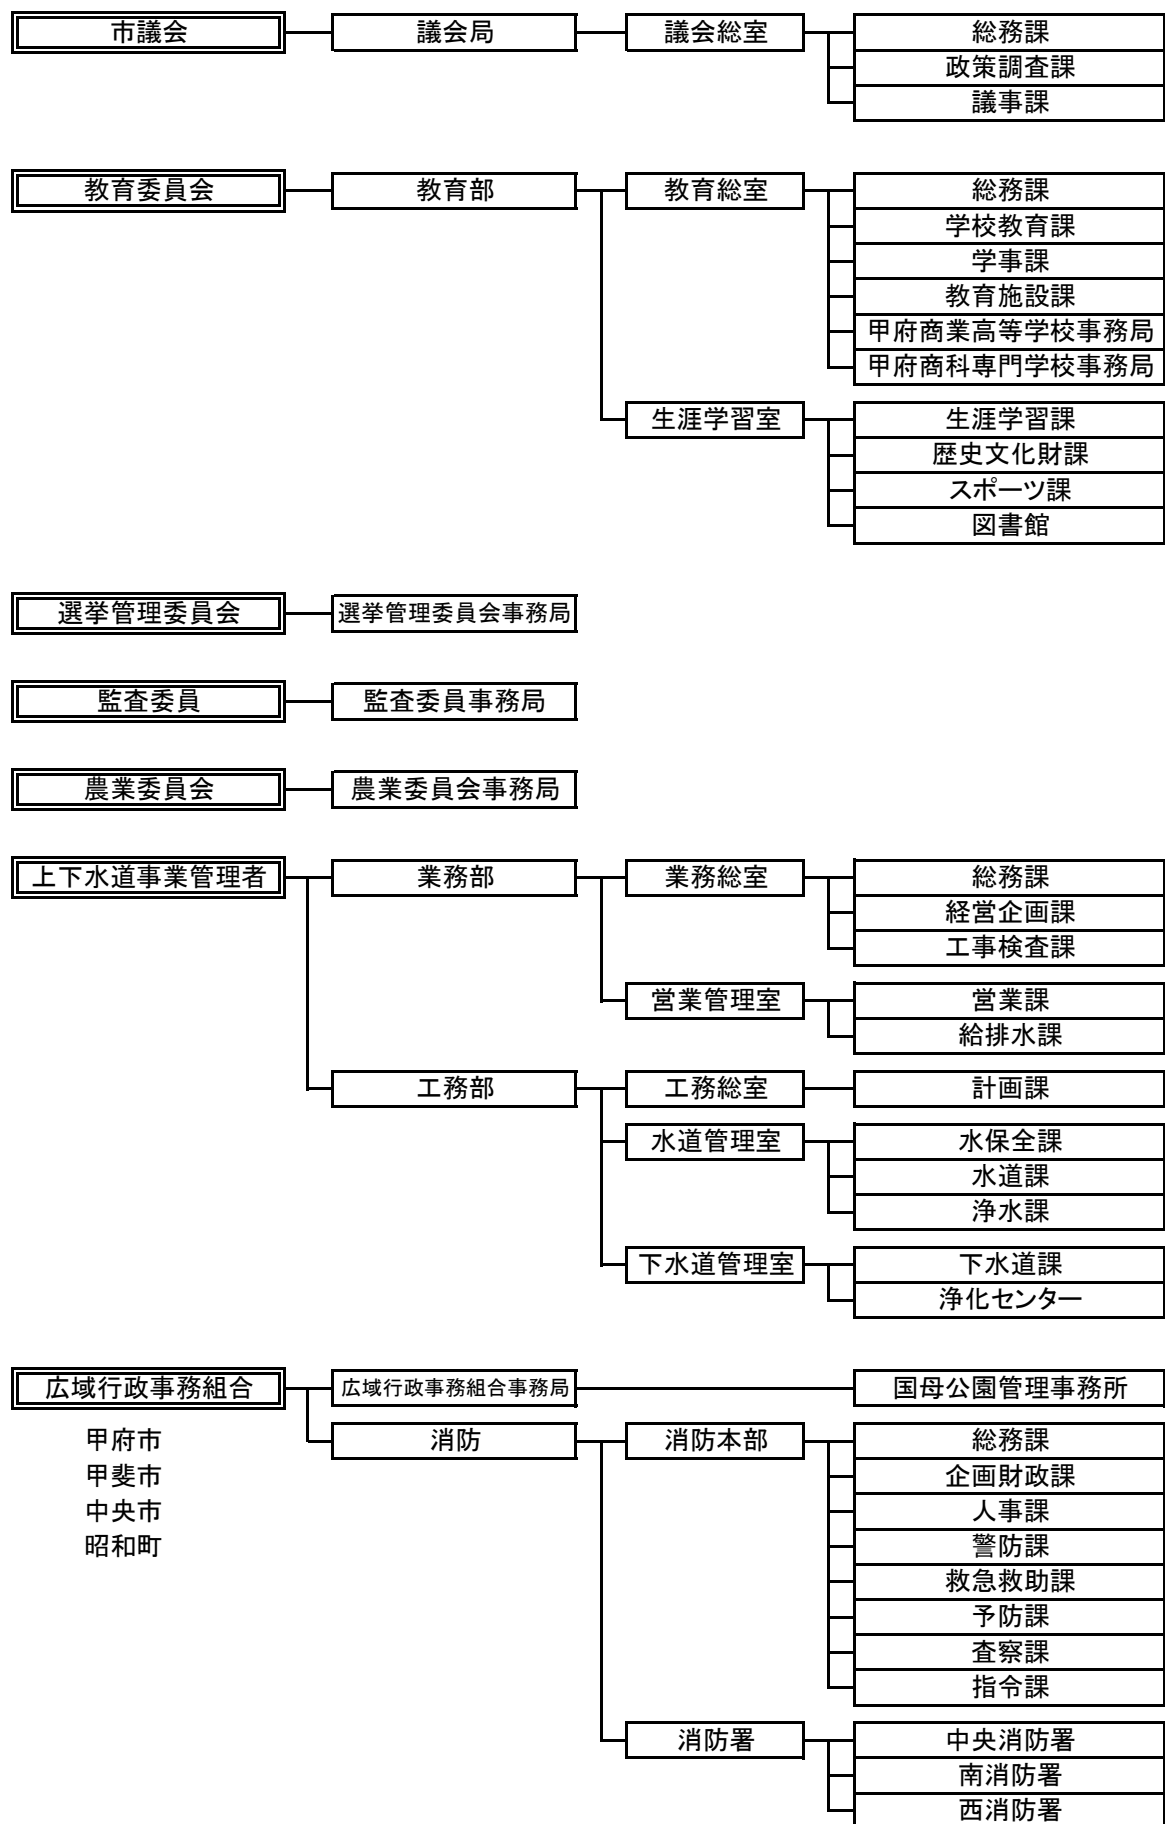 市議会 議会局 議会総室 総務課
政策調査課
議事課
教育委員会 教育部 教育総室 総務課
学校教育課
学事課
教育施設課
甲府商業高等学校事務局
甲府商科専門学校事務局
生涯学習室 生涯学習課
歴史文化財課
スポーツ課
図書館
選挙管理委員会 選挙管理委員会事務局
監査委員 監査委員事務局
農業委員会 農業委員会事務局
上下水道事業管理者 業務部 業務総室 総務課
経営企画課
工事検査課
営業管理室 営業課
給排水課
工務部 工務総室 計画課
水道管理室 水保全課
水道課
浄水課
下水道管理室 下水道課
浄化センター
広域行政事務組合 広域行政事務組合事務局 国母公園管理事務所
甲府市 消防 消防本部 総務課
甲斐市 企画財政課
中央市 人事課
昭和町 警防課
救急救助課
予防課
査察課
指令課
消防署 中央消防署
南消防署
西消防署